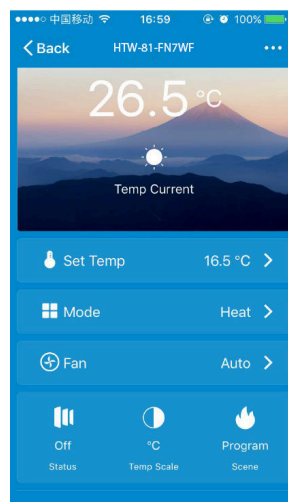 中国移动 16:59 100%
Back HTW-81-FN7WF
26.5 °C
Temp Current
Set Temp 16.5 °C
Mode Heat
Fan Auto
Off °C Program
Status Temp Scale Scene